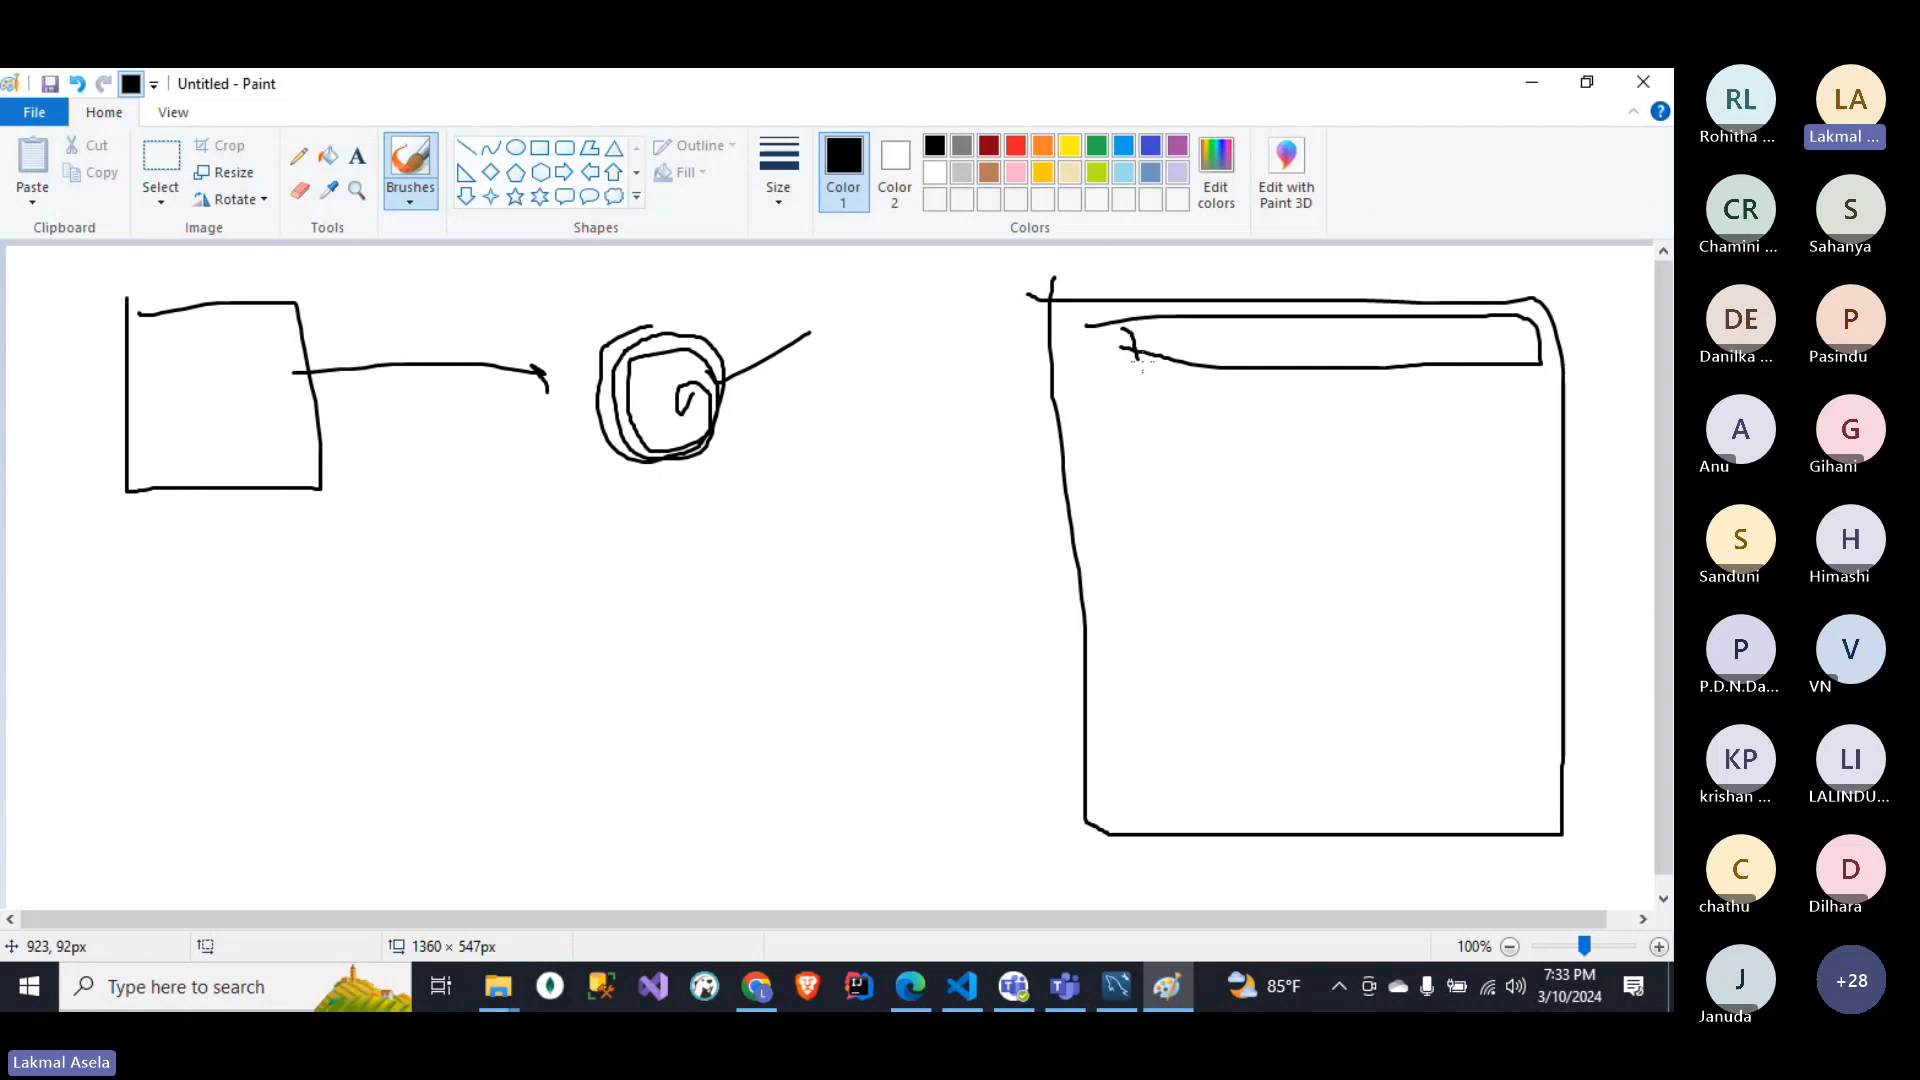 Untitled - Paint
File
Home
View
Paste
Cut
Copy
Clipboard
Select
Crop
Resize
Rotate
Image
A
Tools
Brushes
Shapes
Outline
Fill
Size
Color 1
Color 2
Edit colors
Edit with Paint 3D
Colors
?
923, 92px
1360 × 547px
100%
Type here to search
85°F
7:33 PM
3/10/2024
RL
Rohitha ...
LA
Lakmal ...
CR
Chamini ...
S
Sahanya
DE
Danilka ...
P
Pasindu
A
Anu
G
Gihani
S
Sanduni
H
Himashi
P
P.D.N.Da...
V
VN
KP
krishan ...
LI
LALINDU...
C
chathu
D
Dilhara
J
Januda
+28
Lakmal Asela